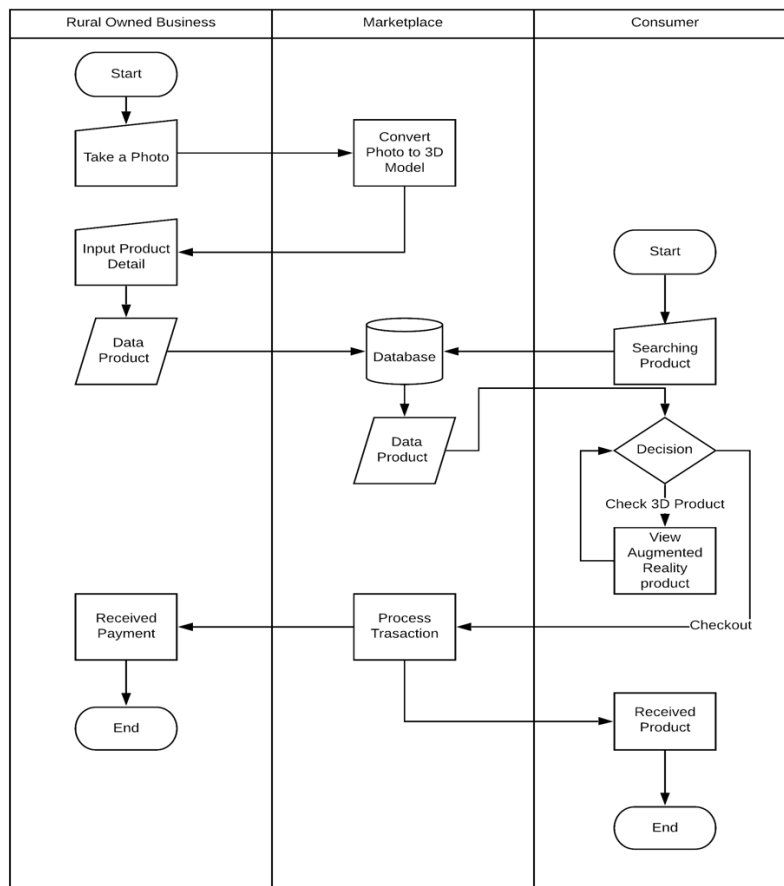 Rural Owned Business
Marketplace
Consumer
Start
Take a Photo
Convert
Photo to 3D
Model
Input Product
Detail
Start
Data
Product
Database
Searching
Product
Data
Product
Decision
Check 3D Product
View
Augmented
Reality
product
Received
Payment
Process
Trasaction
Checkout
End
Received
Product
End